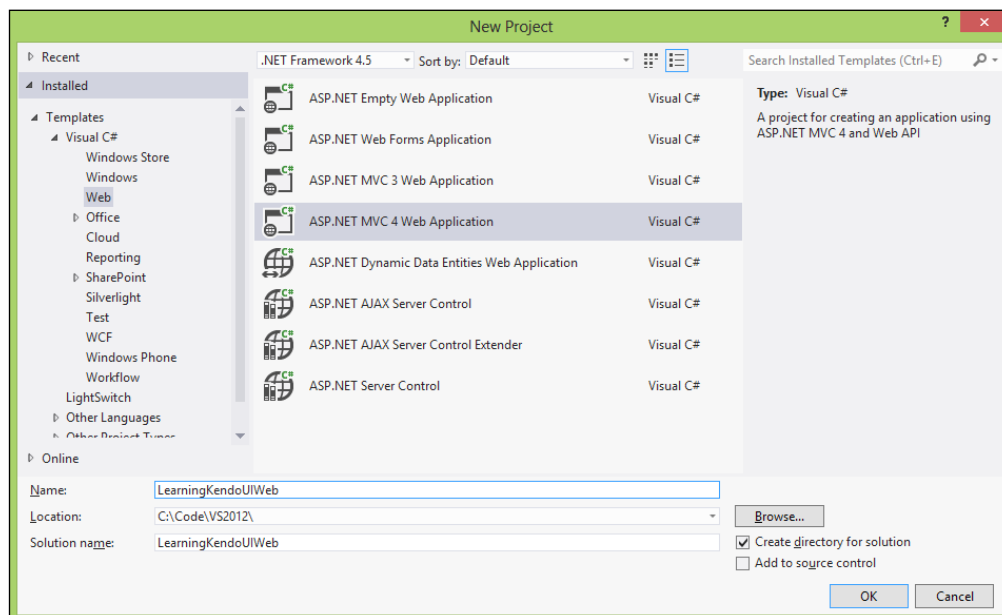 New Project
?
Recent
.NET Framework 4.5
Sort by: Default
Search Installed Templates (Ctrl+E)
Installed
Templates
Visual C#
Windows Store
Windows
Web
Office
Cloud
Reporting
SharePoint
Silverlight
Test
WCF
Windows Phone
Workflow
LightSwitch
Other Languages
Other Project Types
Online
ASP.NET Empty Web Application Visual C#
ASP.NET Web Forms Application Visual C#
ASP.NET MVC 3 Web Application Visual C#
ASP.NET MVC 4 Web Application Visual C#
ASP.NET Dynamic Data Entities Web Application Visual C#
ASP.NET AJAX Server Control Visual C#
ASP.NET AJAX Server Control Extender Visual C#
ASP.NET Server Control Visual C#
Type: Visual C#
A project for creating an application using
ASP.NET MVC 4 and Web API
Name: LearningKendoUIWeb
Location: C:\Code\VS2012\
Browse...
Solution name: LearningKendoUIWeb
Create directory for solution
Add to source control
OK
Cancel